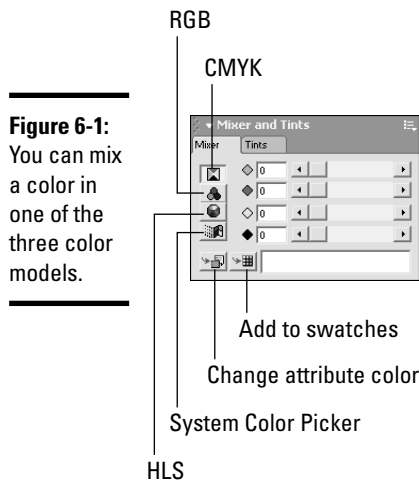 RGB
CMYK
Figure 6-1:
You can mix
a color in
one of the
three color
models.
Mixer and Tints
Mixer
Tints
0
0
0
0
Add to swatches
Change attribute color
System Color Picker
HLS